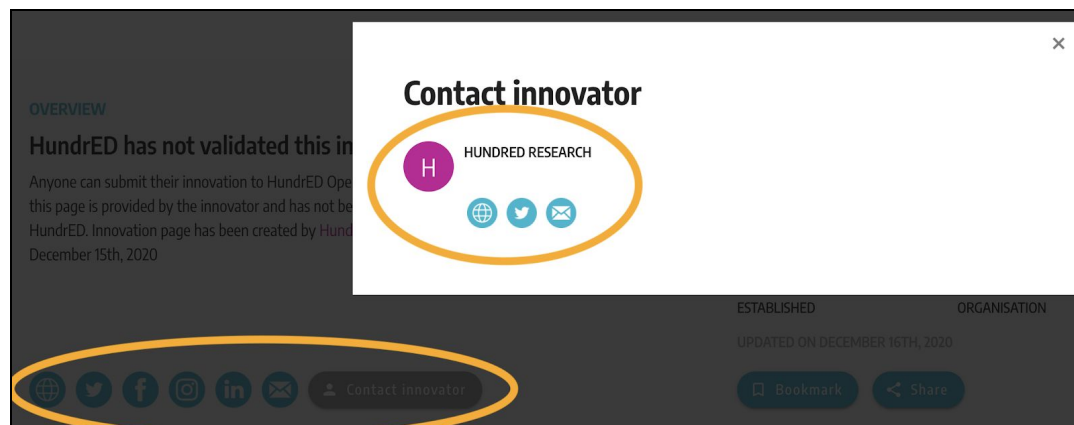 ×
Contact innovator
H
HUNDRED RESEARCH
OVERVIEW
HundrED has not validated this in
Anyone can submit their innovation to HundrED Ope
this page is provided by the innovator and has not be
HundrED. Innovation page has been created by Hund
December 15th, 2020
ESTABLISHED
ORGANISATION
UPDATED ON DECEMBER 16TH, 2020
Contact innovator
Bookmark
Share